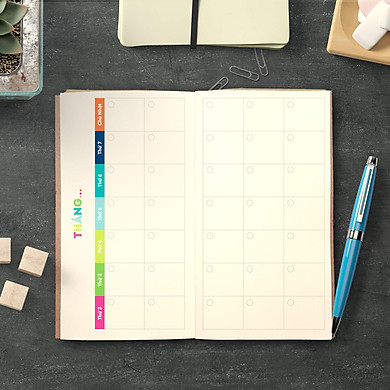 THÁNG...
Chủ Nhật
Thứ 7
Thứ 6
Thứ 5
Thứ 4
Thứ 3
Thứ 2